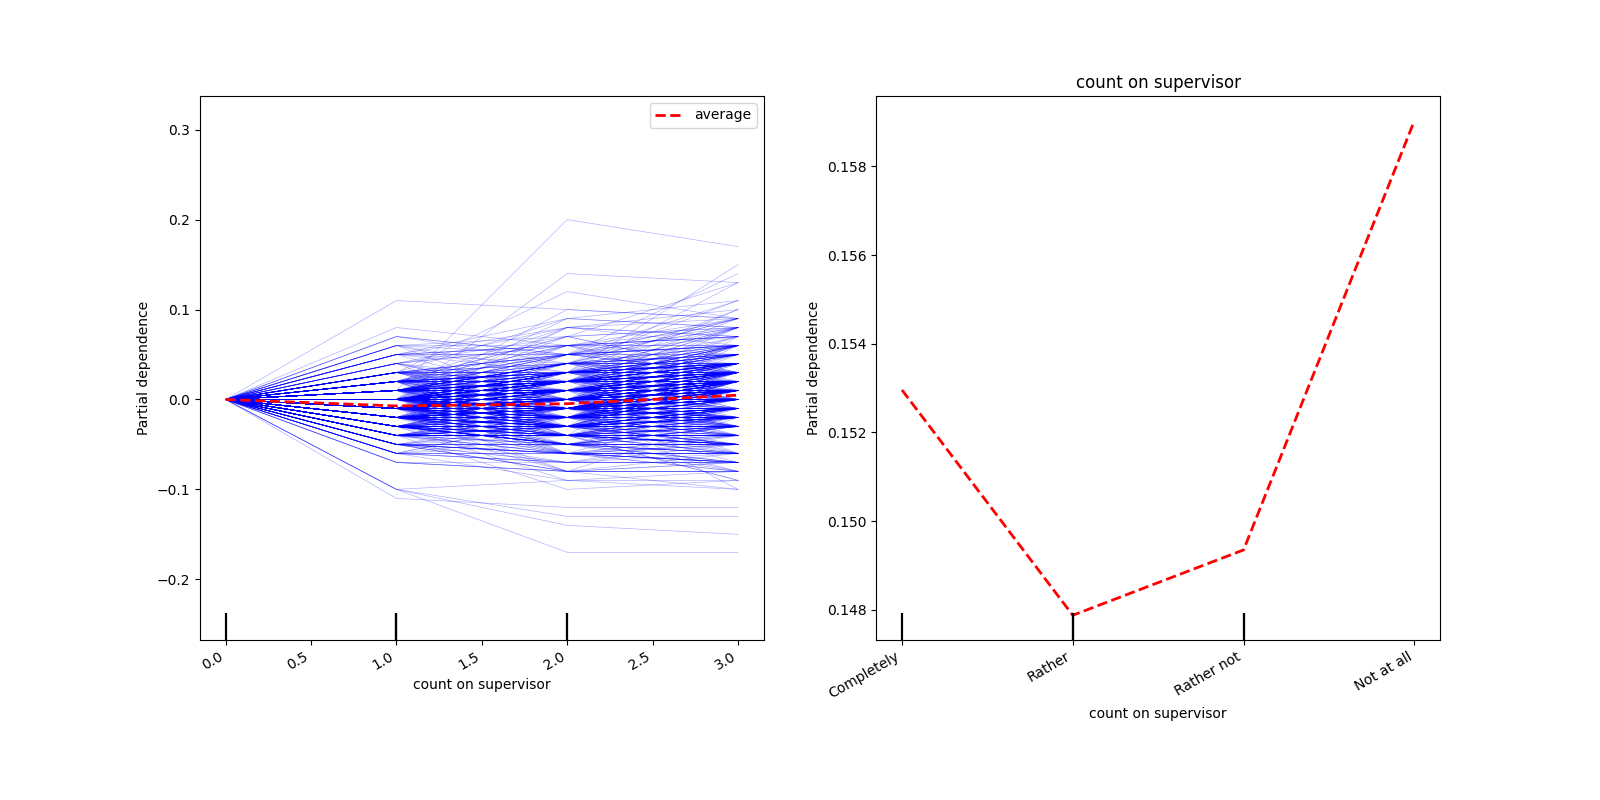 average
0.3
0.2
0.1
0.0
−0.1
−0.2
Partial dependence
0.0
0.5
1.0
1.5
2.0
2.5
3.0
count on supervisor
count on supervisor
0.158
0.156
0.154
0.152
0.150
0.148
Partial dependence
Completely
Rather
Rather not
Not at all
count on supervisor